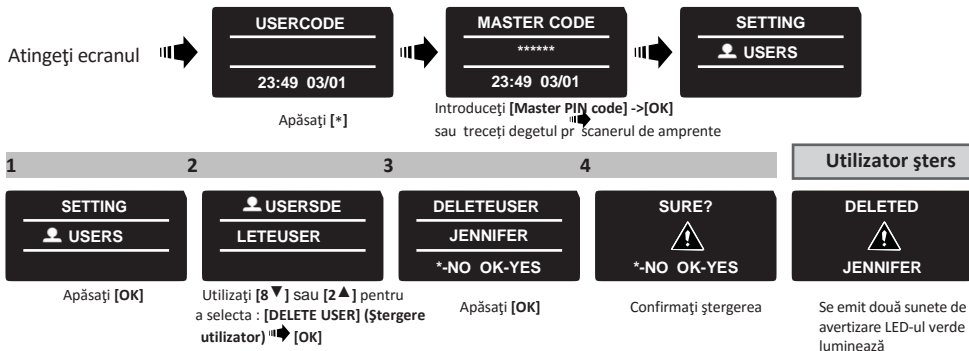 Atingeţi ecranul
USERCODE
23:49 03/01
Apăsaţi [*]
MASTER CODE
******
23:49 03/01
Introduceţi [Master PIN code] ->[OK]
sau treceţi degetul pr scanerul de amprente
SETTING
USERS
1 2 3 4
Utilizator şters
SETTING
USERS
Apăsaţi [OK]
USERSDE
LETEUSER
Utilizaţi [8▼] sau [2▲] pentru
a selecta : [DELETE USER] (Ştergere
utilizator) [OK]
DELETEUSER
JENNIFER
*-NO OK-YES
Apăsaţi [OK]
SURE?
*-NO OK-YES
Confirmaţi ştergerea
DELETED
JENNIFER
Se emit două sunete de
avertizare LED-ul verde
luminează